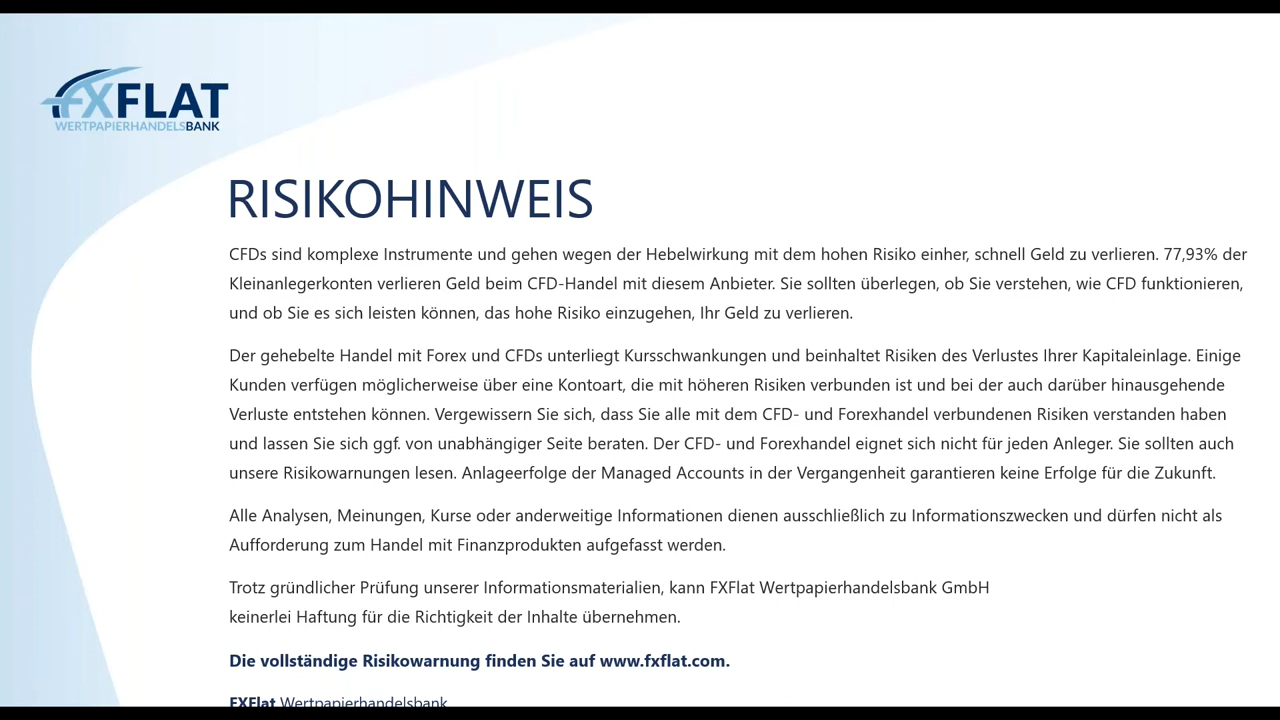 FXFLAT
WERTPAPIERHANDELSBANK
RISIKOHINWEIS
CFDs sind komplexe Instrumente und gehen wegen der Hebelwirkung mit dem hohen Risiko einher, schnell Geld zu verlieren. 77,93% der
Kleinanlegerkonten verlieren Geld beim CFD-Handel mit diesem Anbieter. Sie sollten überlegen, ob Sie verstehen, wie CFD funktionieren,
und ob Sie es sich leisten können, das hohe Risiko einzugehen, Ihr Geld zu verlieren.
Der gehebelte Handel mit Forex und CFDs unterliegt Kursschwankungen und beinhaltet Risiken des Verlustes Ihrer Kapitaleinlage. Einige
Kunden verfügen möglicherweise über eine Kontoart, die mit höheren Risiken verbunden ist und bei der auch darüber hinausgehende
Verluste entstehen können. Vergewissern Sie sich, dass Sie alle mit dem CFD- und Forexhandel verbundenen Risiken verstanden haben
und lassen Sie sich ggf. von unabhängiger Seite beraten. Der CFD- und Forexhandel eignet sich nicht für jeden Anleger. Sie sollten auch
unsere Risikowarnungen lesen. Anlageerfolge der Managed Accounts in der Vergangenheit garantieren keine Erfolge für die Zukunft.
Alle Analysen, Meinungen, Kurse oder anderweitige Informationen dienen ausschließlich zu Informationszwecken und dürfen nicht als
Aufforderung zum Handel mit Finanzprodukten aufgefasst werden.
Trotz gründlicher Prüfung unserer Informationsmaterialien, kann FXFlat Wertpapierhandelsbank GmbH
keinerlei Haftung für die Richtigkeit der Inhalte übernehmen.
Die vollständige Risikowarnung finden Sie auf www.fxflat.com.
FXFlat Wertpapierhandelsbank